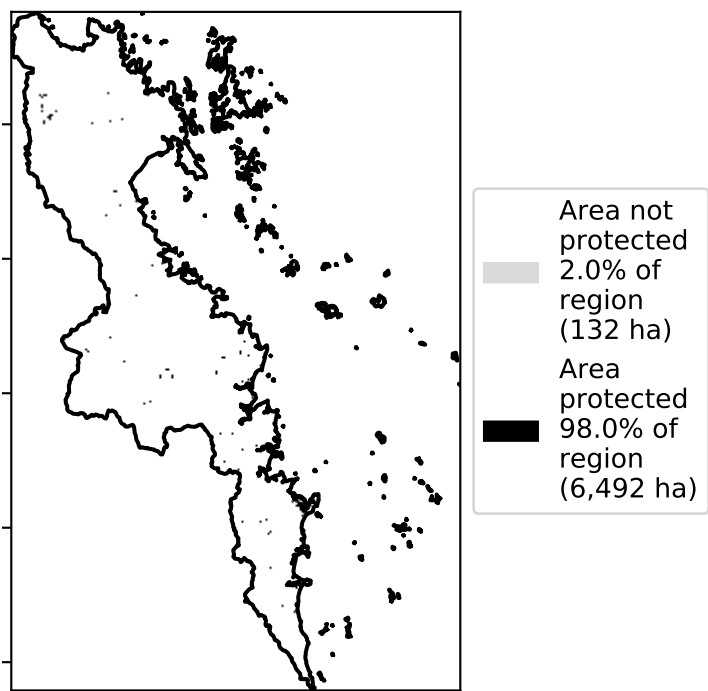 Area not
protected
2.0% of
region
(132 ha)
Area
protected
98.0% of
region
(6,492 ha)